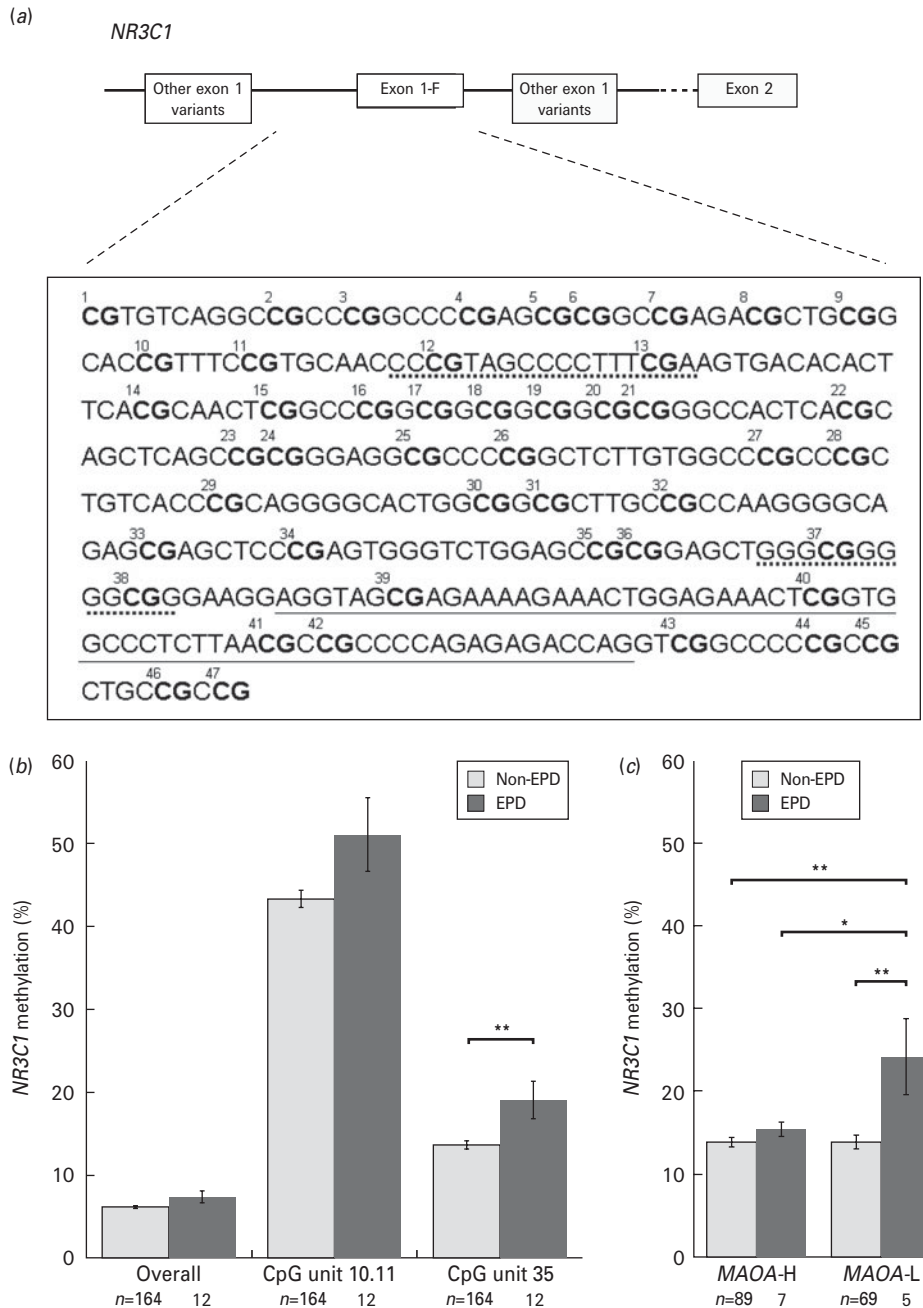 (a)
NR3C1
Other exon 1
variants
Exon 1-F
Other exon 1
variants
Exon 2
1 2 3 4 5 6 7 8 9
CGTGTCAGGCCCGCCCCGGCCCCCGAGCGCGGCCGAGACGCTGCGG
10 11 12 13
CACCCGTTTCCGTGCAACCCCCGTAGCCCCTTTCGAAGTGACACACT
14 15 16 17 18 19 20 21 22
TCACGCAACTCGGCCCGGCGGCGGCGGCGCGGGCCACTCACGC
23 24 25 26 27 28
AGCTCAGCCGCGGGAGGCGCCCCGGCTCTTGTGGCCCGCCCGC
29 30 31 32
TGTCACCCGCAGGGGCACTGGCGGCGCTTGCCGCCAAGGGGCA
33 34 35 36 37
GAGCGAGCTCCCGAGTGGGTCTGGAGCCGCGGAGCTGGGCGGG
38 39 40
GGCGGGAAGGAGGTAGCGAGAAAAGAAACTGGAGAAACTCGGTG
41 42 43 44 45
GCCCTCTTAACGCCGCCCCAGAGAGACCAGGTCGGCCCCCGCCG
46 47
CTGCCGCCG
(b)
NR3C1 methylation (%)
60
50
40
30
20
10
0
Non-EPD
EPD
**
Overall
CpG unit 10.11
CpG unit 35
n=164 12
n=164 12
n=164 12
(c)
NR3C1 methylation (%)
60
50
40
30
20
10
0
Non-EPD
EPD
**
*
**
MAOA-H
MAOA-L
n=89 7
n=69 5